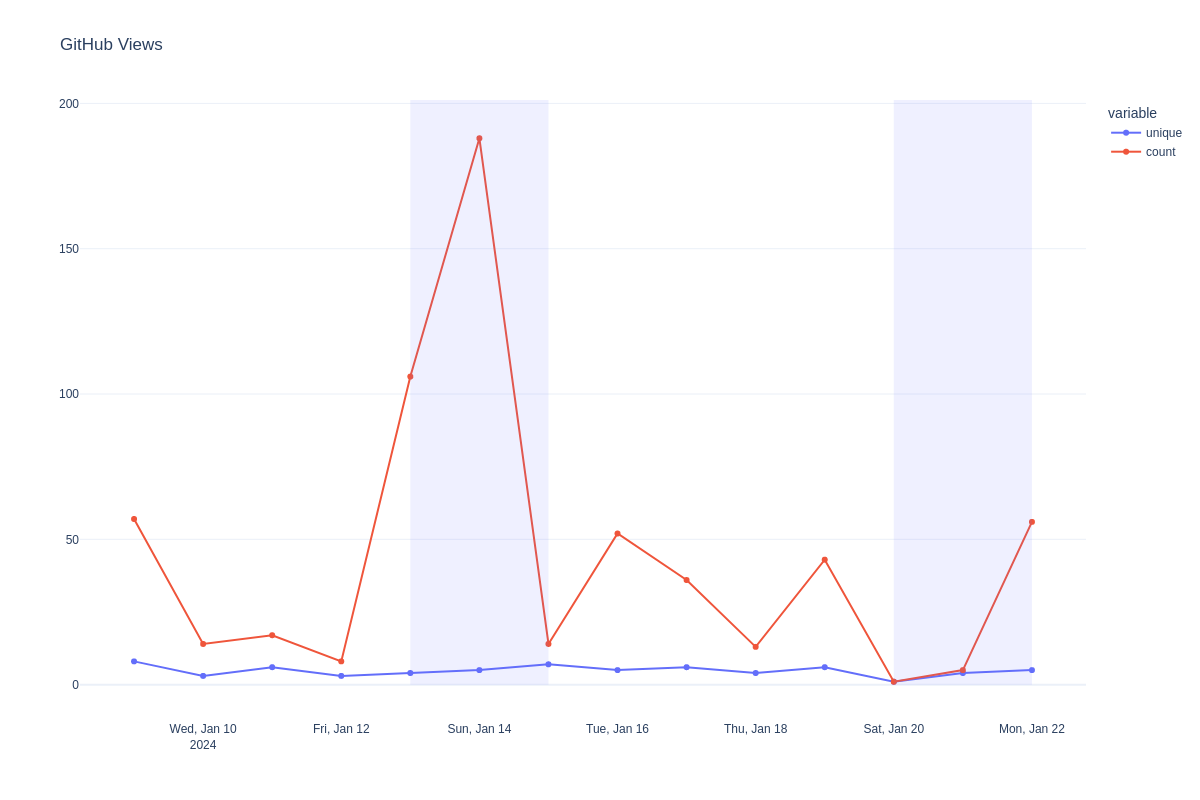 GitHub Views
200
150
100
50
0
Wed, Jan 10
2024
Fri, Jan 12
Sun, Jan 14
Tue, Jan 16
Thu, Jan 18
Sat, Jan 20
Mon, Jan 22
variable
unique
count